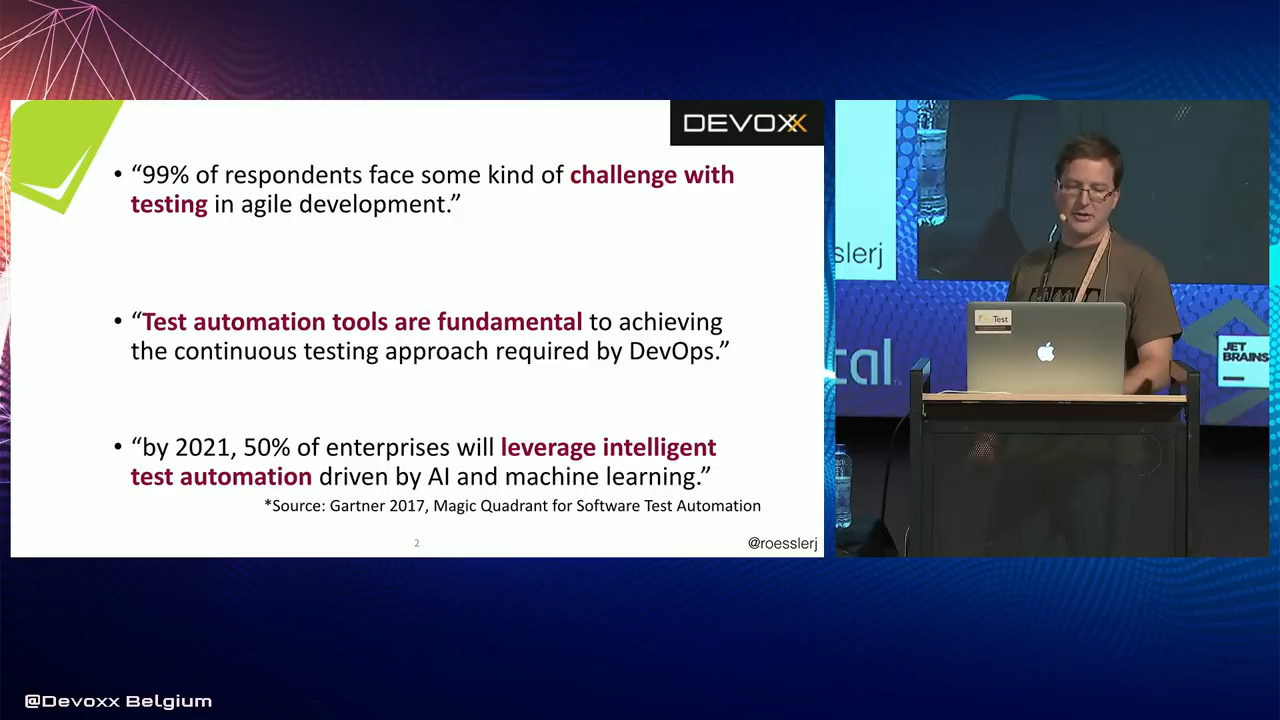 DEVOXX
• “99% of respondents face some kind of challenge with
testing in agile development.”
• “Test automation tools are fundamental to achieving
the continuous testing approach required by DevOps.”
• “by 2021, 50% of enterprises will leverage intelligent
test automation driven by AI and machine learning.”
*Source: Gartner 2017, Magic Quadrant for Software Test Automation
2
@roesslerj
slerj
Test
JET
BRAINS
tal
@Devoxx Belgium